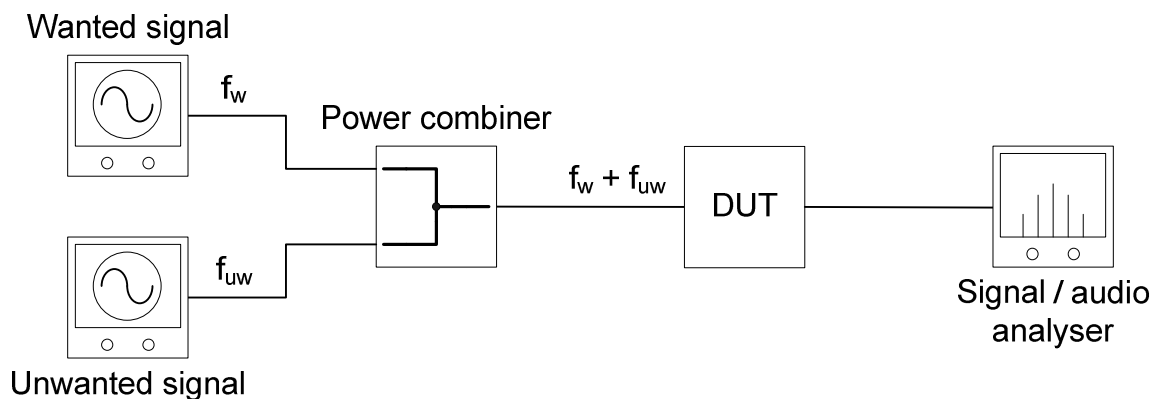 Wanted signal
fw
Power combiner
fw + fuw
DUT
fuw
Signal / audio
analyser
Unwanted signal